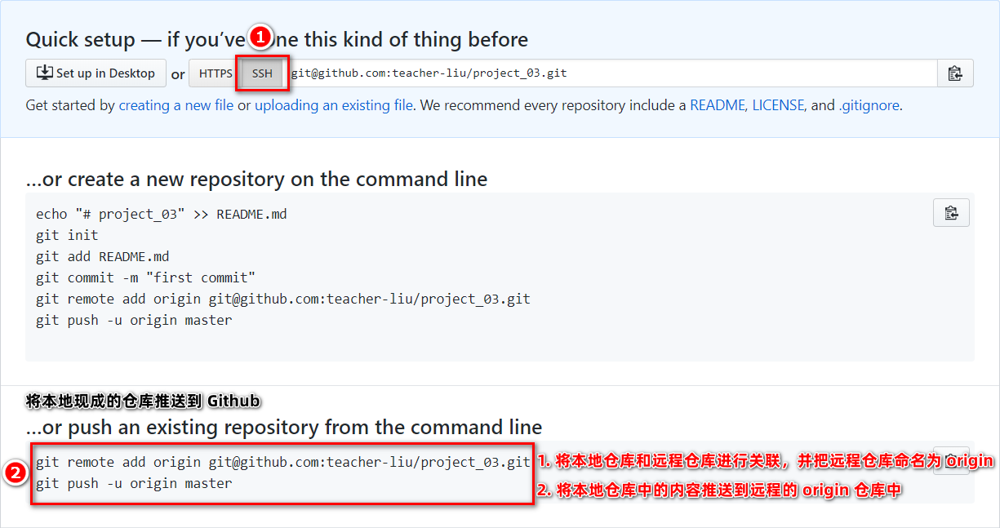 1
Quick setup — if you've done this kind of thing before
Set up in Desktop or HTTPS SSH git@github.com:teacher-liu/project_03.git
Get started by creating a new file or uploading an existing file. We recommend every repository include a README, LICENSE, and .gitignore.
...or create a new repository on the command line
echo "# project_03" >> README.md
git init
git add README.md
git commit -m "first commit"
git remote add origin git@github.com:teacher-liu/project_03.git
git push -u origin master
将本地现成的仓库推送到 Github
...or push an existing repository from the command line
2
git remote add origin git@github.com:teacher-liu/project_03.git
1. 将本地仓库和远程仓库进行关联，并把远程仓库命名为 origin
git push -u origin master
2. 将本地仓库中的内容推送到远程的 origin 仓库中